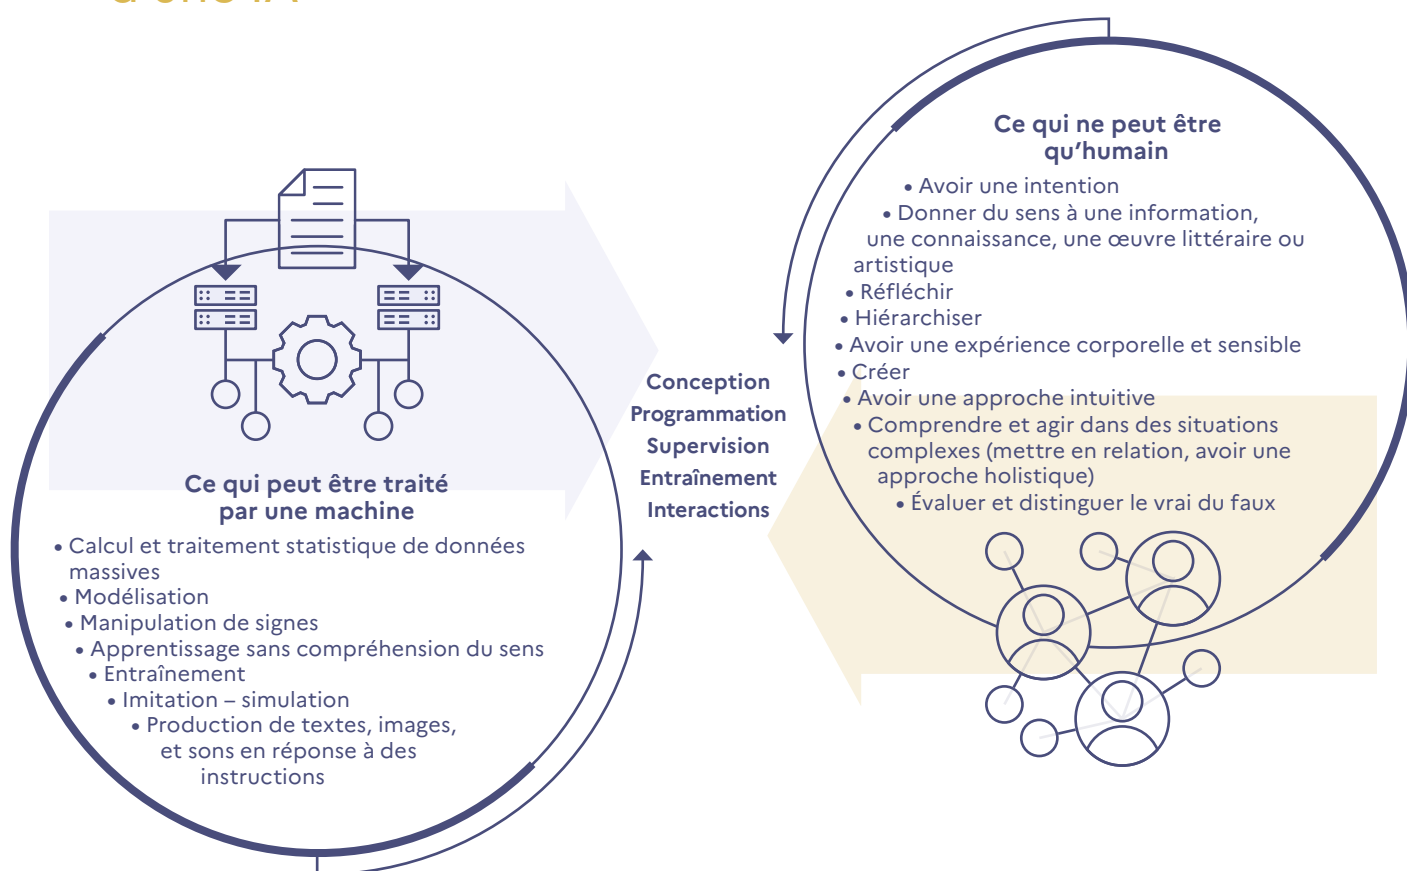 d'une IA
Ce qui peut être traité
par une machine
• Calcul et traitement statistique de données
massives
• Modélisation
• Manipulation de signes
• Apprentissage sans compréhension du sens
• Entraînement
• Imitation – simulation
• Production de textes, images,
et sons en réponse à des
instructions
Conception
Programmation
Supervision
Entraînement
Interactions
Ce qui ne peut être
qu’humain
• Avoir une intention
• Donner du sens à une information,
une connaissance, une œuvre littéraire ou
artistique
• Réfléchir
• Hiérarchiser
• Avoir une expérience corporelle et sensible
• Créer
• Avoir une approche intuitive
• Comprendre et agir dans des situations
complexes (mettre en relation, avoir une
approche holistique)
• Évaluer et distinguer le vrai du faux